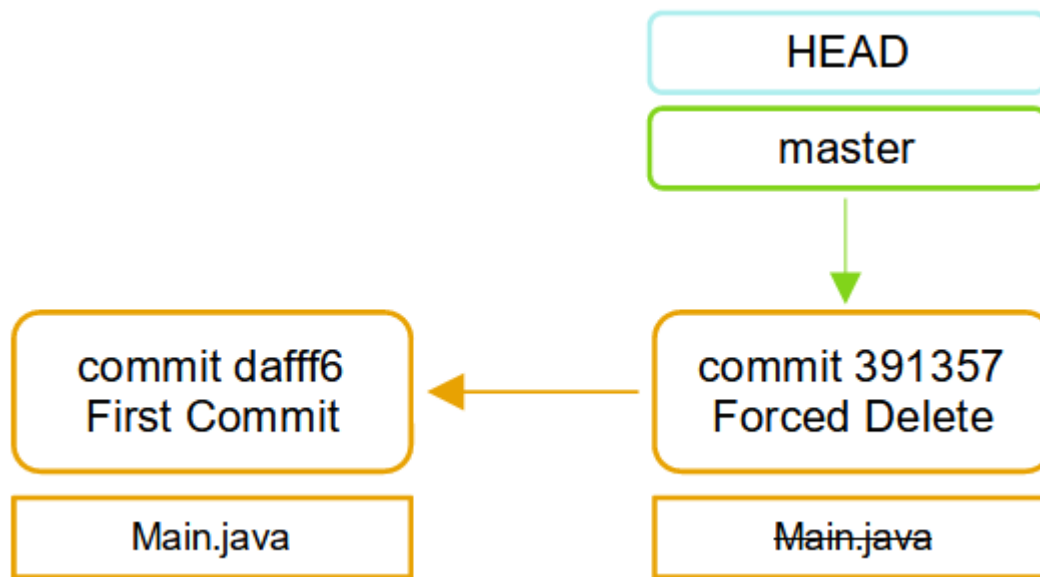 HEAD
master
commit dafff6
First Commit
commit 391357
Forced Delete
Main.java
Main.java